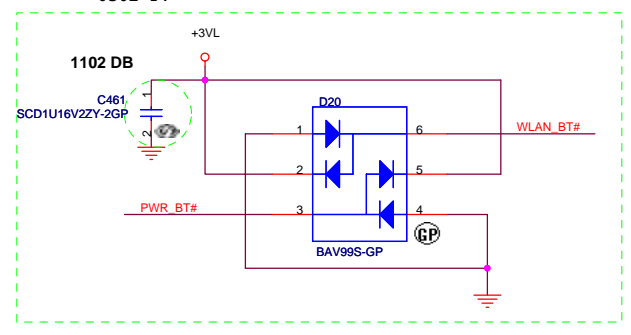 +3VL
1102 DB
C461
SCD1U16V2ZY-2GP
1
2
D20
1
6
WLAN_BT#
2
5
PWR_BT#
3
4
GP
BAV99S-GP